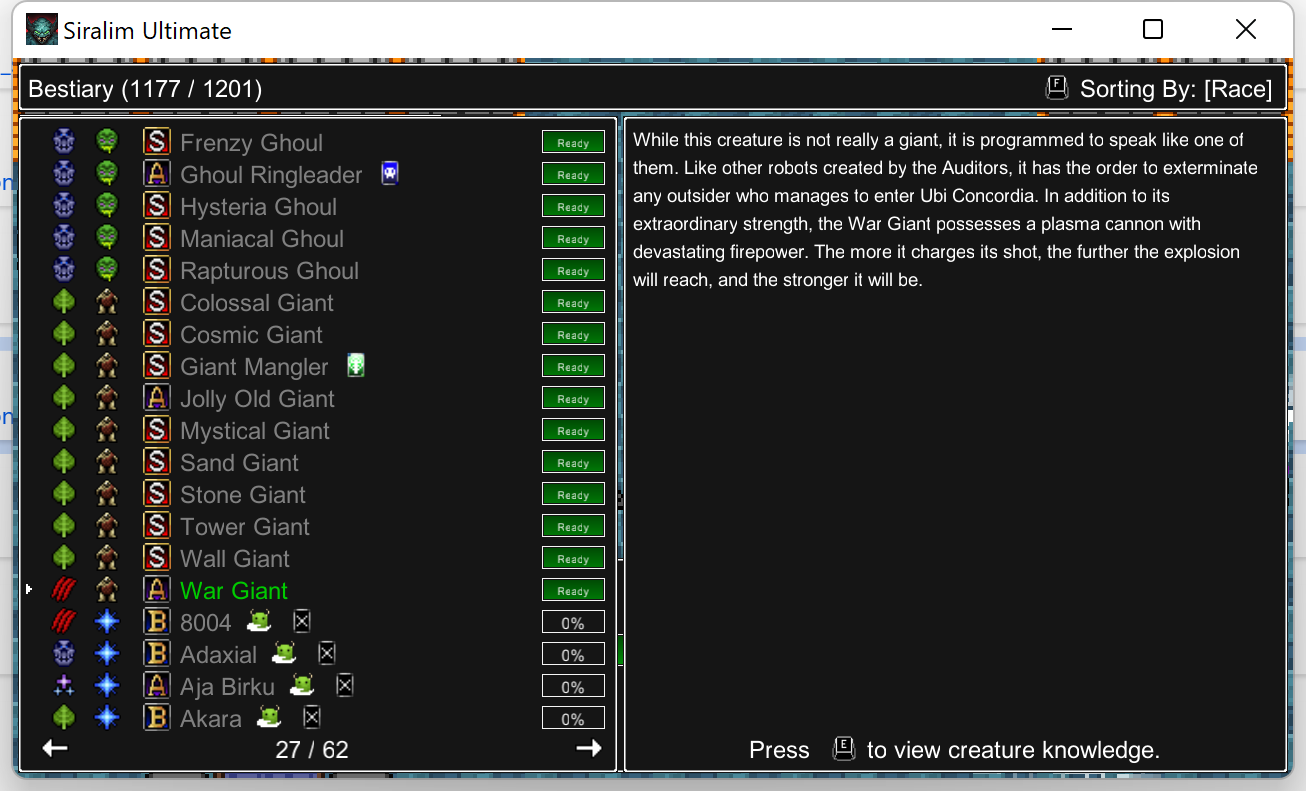 Siralim Ultimate
Bestiary (1177 / 1201)
F Sorting By: [Race]
S Frenzy Ghoul Ready
A Ghoul Ringleader Ready
S Hysteria Ghoul Ready
S Maniacal Ghoul Ready
S Rapturous Ghoul Ready
S Colossal Giant Ready
S Cosmic Giant Ready
S Giant Mangler Ready
A Jolly Old Giant Ready
S Mystical Giant Ready
S Sand Giant Ready
S Stone Giant Ready
S Tower Giant Ready
S Wall Giant Ready
A War Giant Ready
B 8004 0%
B Adaxial 0%
A Aja Birku 0%
B Akara 0%
27 / 62
While this creature is not really a giant, it is programmed to speak like one of
them. Like other robots created by the Auditors, it has the order to exterminate
any outsider who manages to enter Ubi Concordia. In addition to its
extraordinary strength, the War Giant possesses a plasma cannon with
devastating firepower. The more it charges its shot, the further the explosion
will reach, and the stronger it will be.
Press E to view creature knowledge.